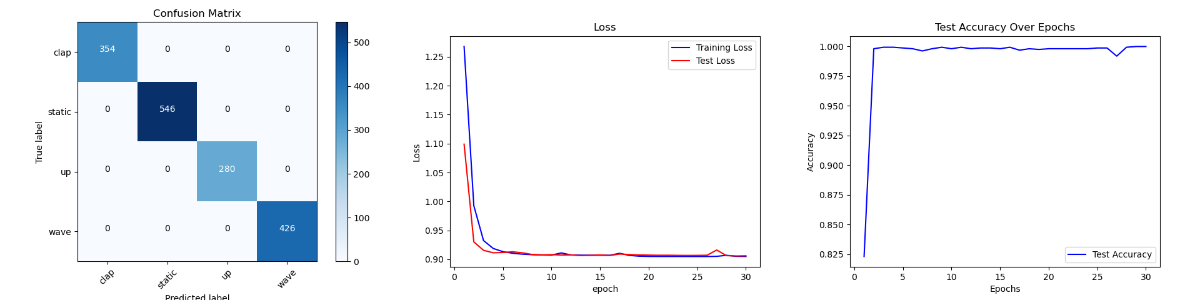 Confusion Matrix
True label
clap
static
up
wave
354 0 0 0
0 546 0 0
0 0 280 0
0 0 0 426
clap static up wave
Predicted label
500
400
300
200
100
0
Loss
Loss
1.25
1.20
1.15
1.10
1.05
1.00
0.95
0.90
Training Loss
Test Loss
0 5 10 15 20 25 30
epoch
Test Accuracy Over Epochs
Accuracy
1.000
0.975
0.950
0.925
0.900
0.875
0.850
0.825
Test Accuracy
0 5 10 15 20 25 30
Epochs